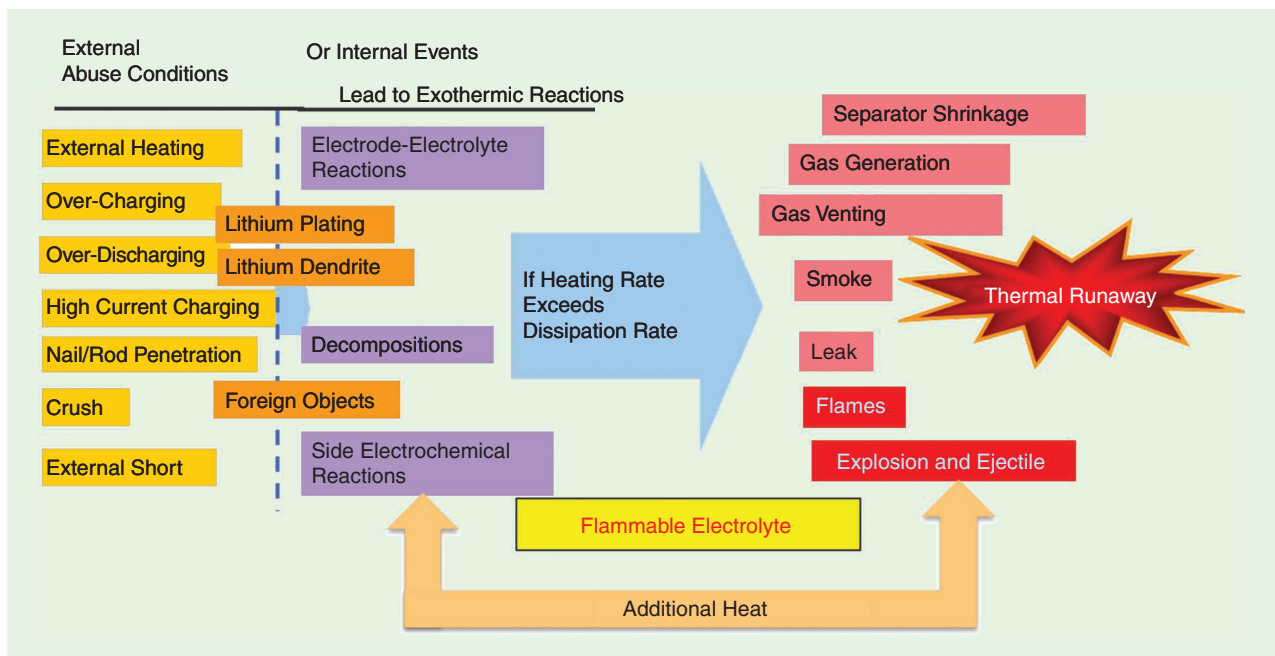 External
Abuse Conditions
Or Internal Events
Lead to Exothermic Reactions
External Heating
Over-Charging
Over-Discharging
High Current Charging
Nail/Rod Penetration
Crush
External Short
Lithium Plating
Lithium Dendrite
Foreign Objects
Electrode-Electrolyte
Reactions
Decompositions
Side Electrochemical
Reactions
If Heating Rate
Exceeds
Dissipation Rate
Separator Shrinkage
Gas Generation
Gas Venting
Smoke
Leak
Flames
Explosion and Ejectile
Thermal Runaway
Flammable Electrolyte
Additional Heat